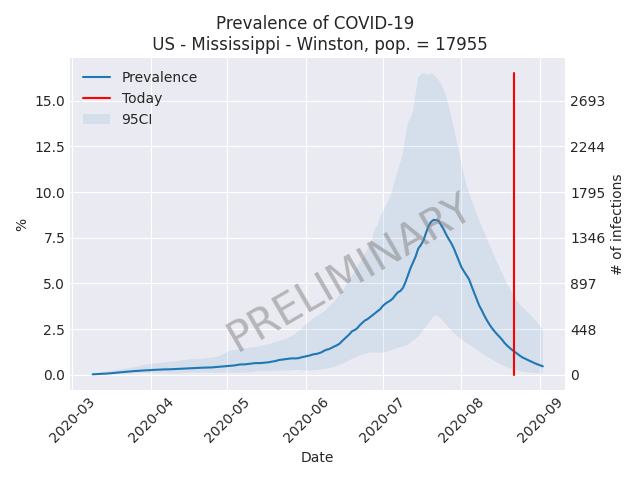 Prevalence of COVID-19
US - Mississippi - Winston, pop. = 17955
Prevalence
Today
95CI
15.0
12.5
10.0
7.5
5.0
2.5
0.0
%
2693
2244
1795
1346
897
448
0
# of infections
PRELIMINARY
2020-03
2020-04
2020-05
2020-06
2020-07
2020-08
2020-09
Date